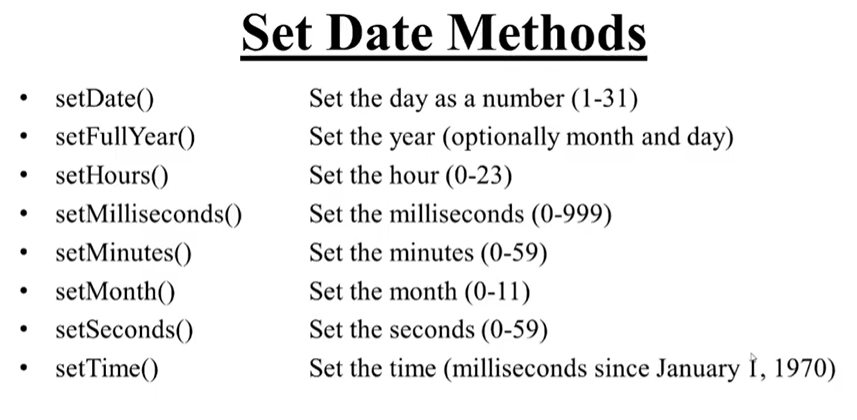 Set Date Methods
• setDate() Set the day as a number (1-31)
• setFullYear() Set the year (optionally month and day)
• setHours() Set the hour (0-23)
• setMilliseconds() Set the milliseconds (0-999)
• setMinutes() Set the minutes (0-59)
• setMonth() Set the month (0-11)
• setSeconds() Set the seconds (0-59)
• setTime() Set the time (milliseconds since January 1, 1970)